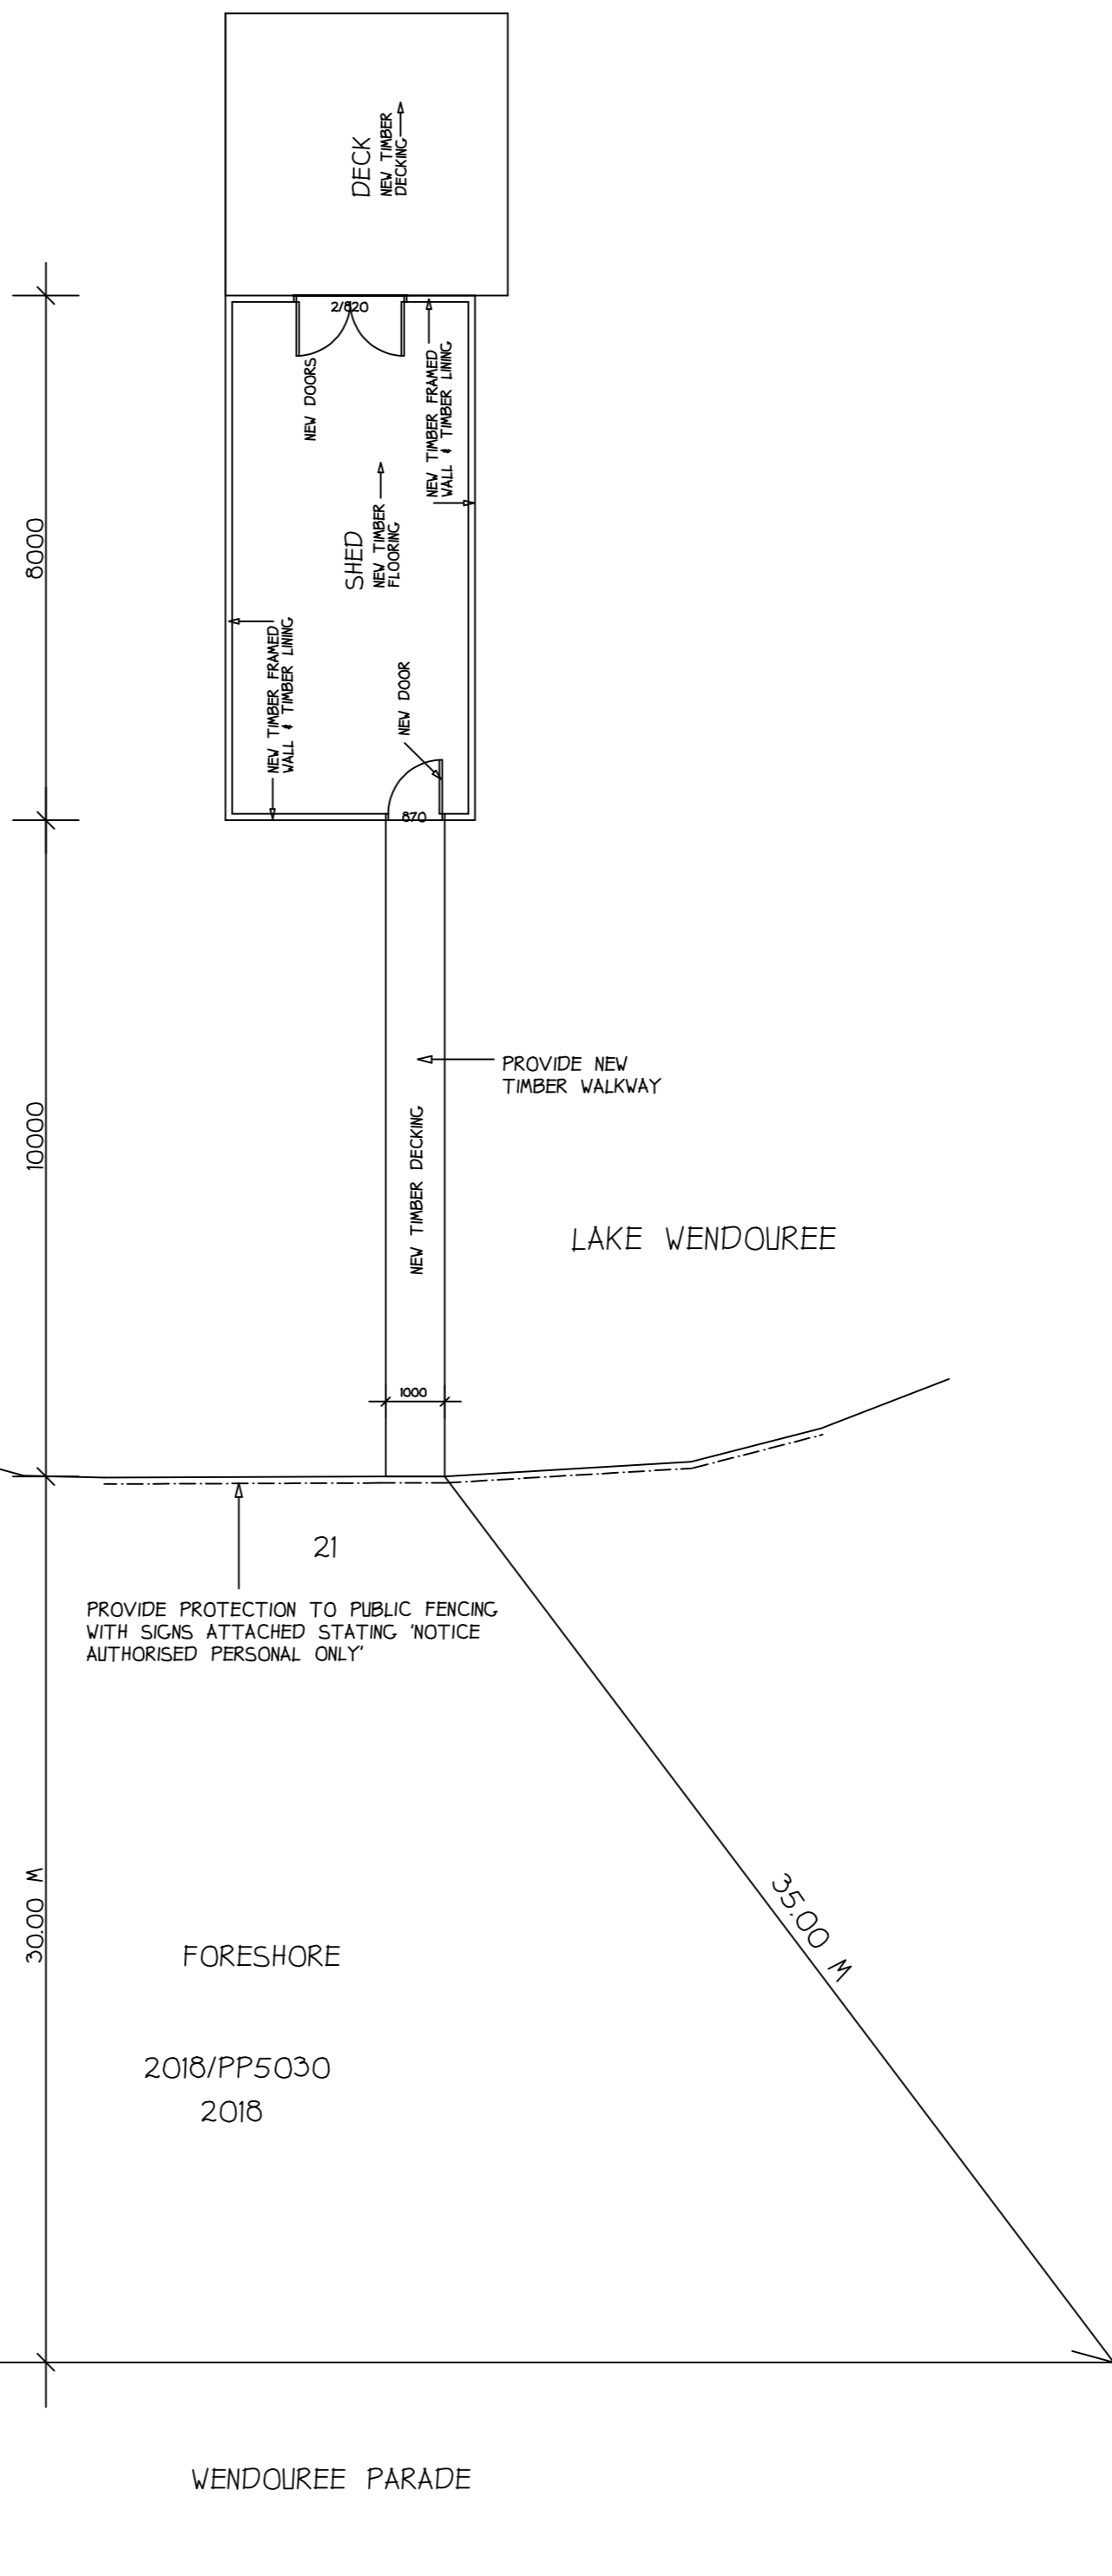 DECK
NEW TIMBER
DECKING
2/820
NEW DOORS
NEW TIMBER FRAMED
WALL & TIMBER LINING
8000
SHED
NEW TIMBER
FLOORING
NEW TIMBER FRAMED
WALL & TIMBER LINING
NEW DOOR
870
PROVIDE NEW
TIMBER WALKWAY
10000
NEW TIMBER DECKING
LAKE WENDOUREE
1000
21
PROVIDE PROTECTION TO PUBLIC FENCING
WITH SIGNS ATTACHED STATING 'NOTICE
AUTHORISED PERSONAL ONLY'
30.00 M
35.00 M
FORESHORE
2018/PP5030
2018
WENDOUREE PARADE